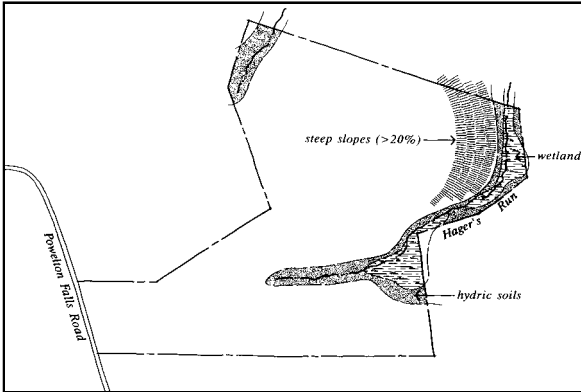 steep slopes (>20%)
wetland
Hager's Run
hydric soils
Powelton Falls Road